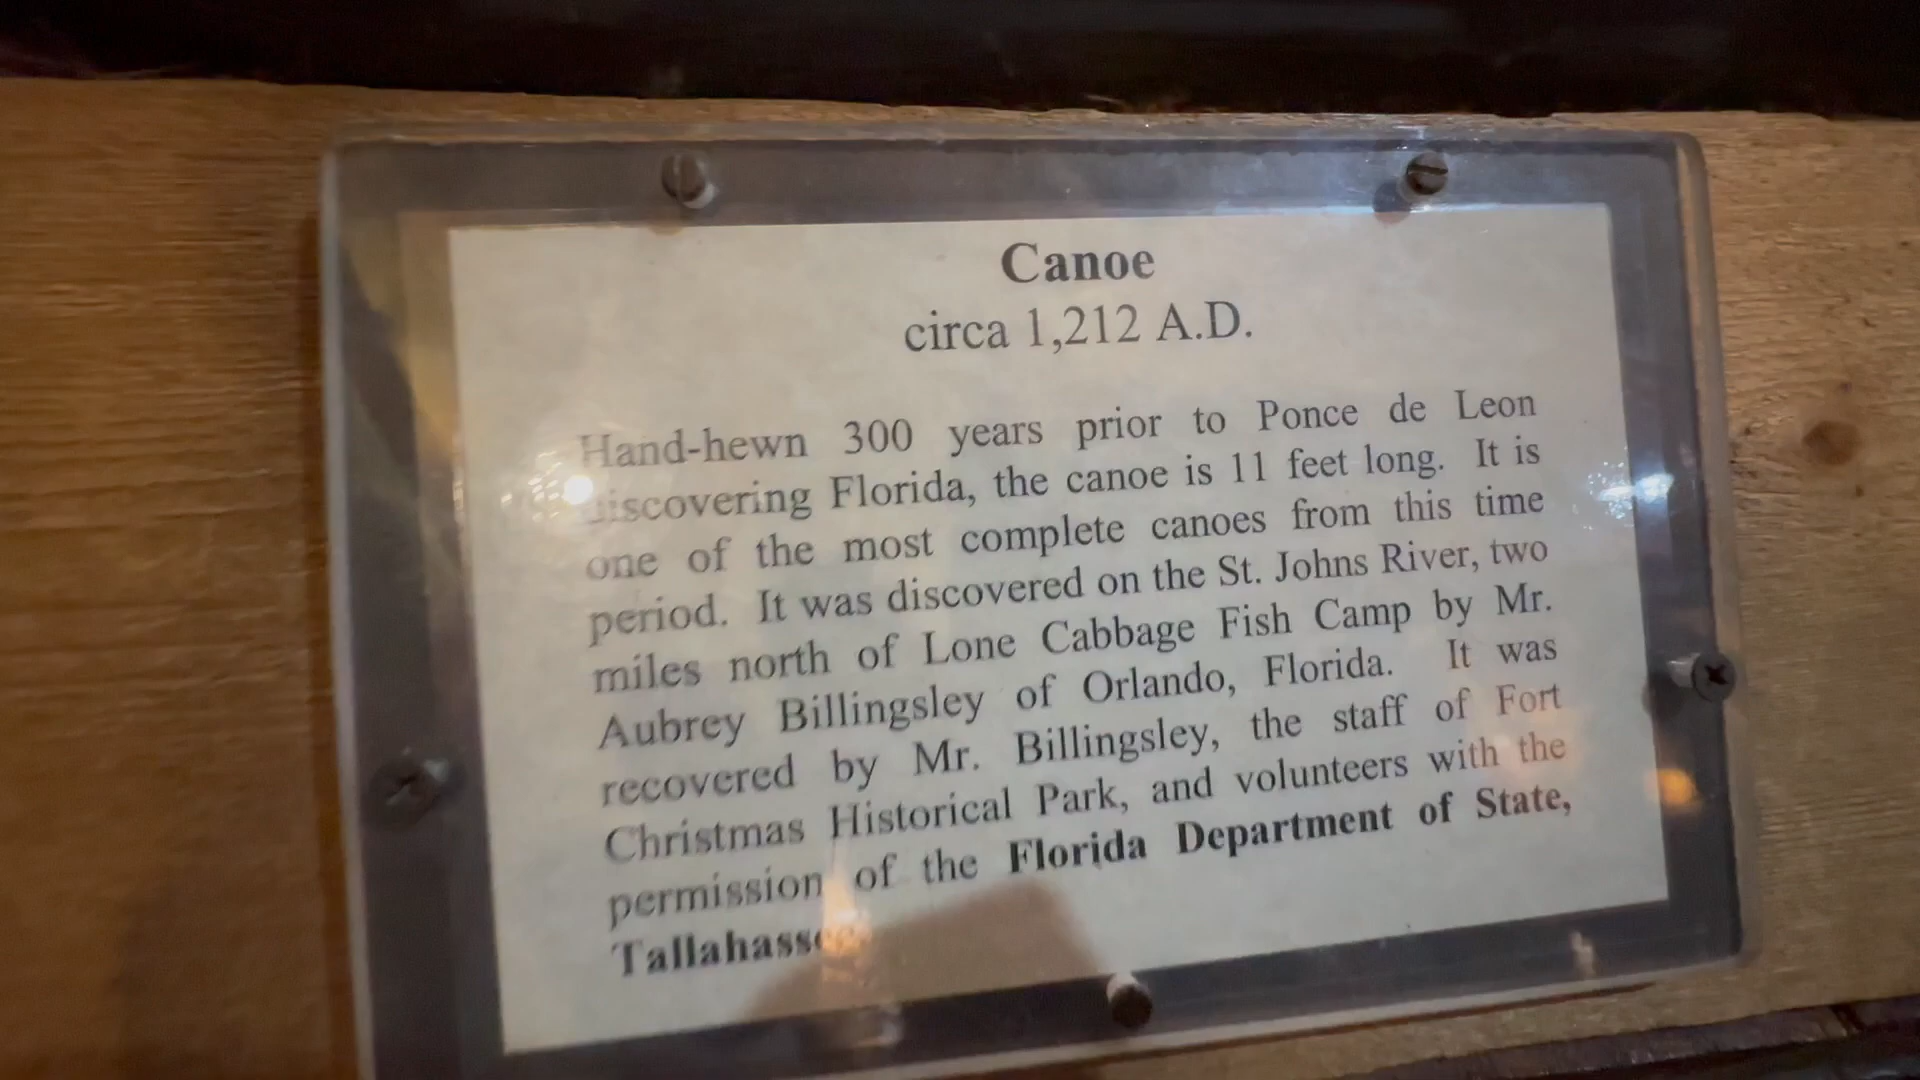 Canoe
circa 1,212 A.D.
Hand-hewn 300 years prior to Ponce de Leon
discovering Florida, the canoe is 11 feet long. It is
one of the most complete canoes from this time
period. It was discovered on the St. Johns River, two
miles north of Lone Cabbage Fish Camp by Mr.
Aubrey Billingsley of Orlando, Florida. It was
recovered by Mr. Billingsley, the staff of Fort
Christmas Historical Park, and volunteers with the
permission of the Florida Department of State,
Tallahassee.